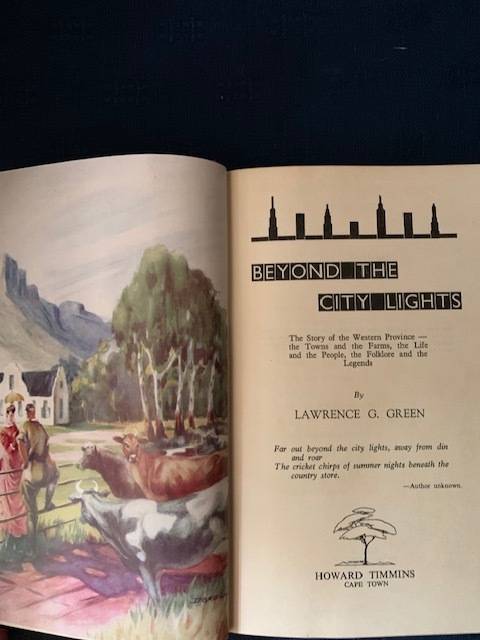 BEYOND THE
CITY LIGHTS
The Story of the Western Province —
the Towns and the Farms, the Life
and the People, the Folklore and the
Legends
By
LAWRENCE G. GREEN
Far out beyond the city lights, away from din
and roar
The cricket chirps of summer nights beneath the
country store.
—Author unknown.
HOWARD TIMMINS
CAPE TOWN